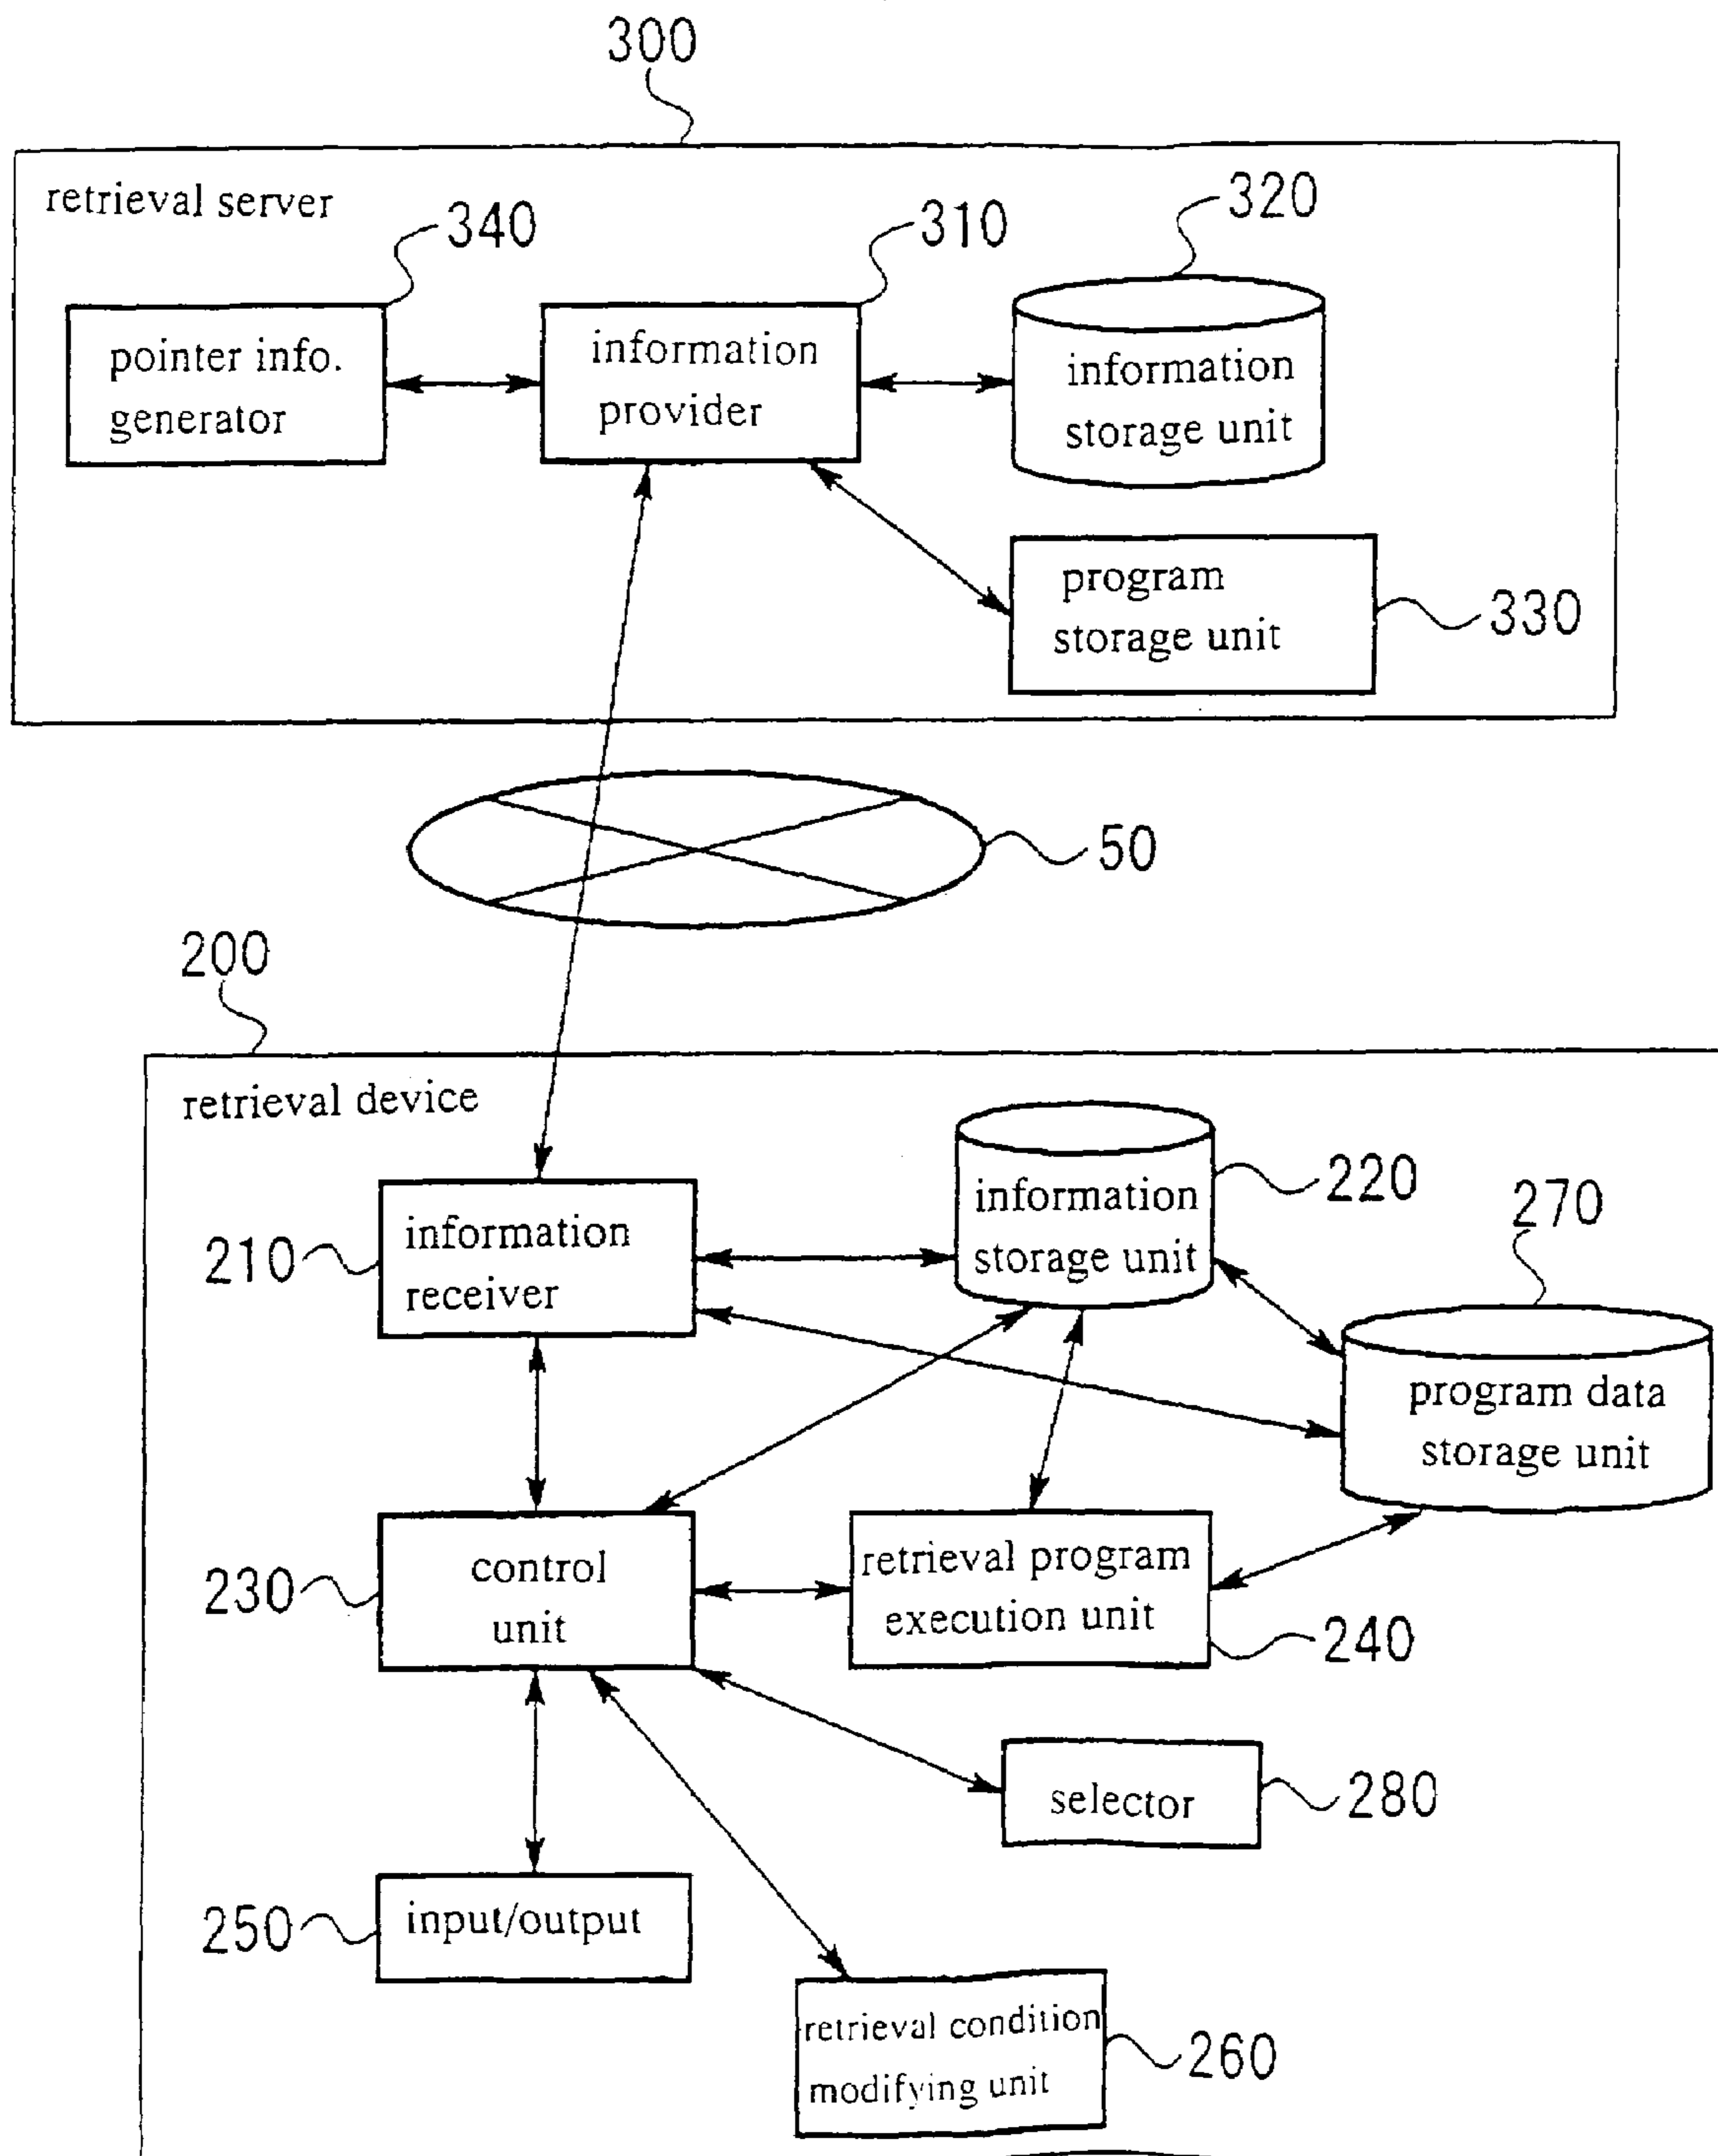 300
retrieval server
340
310
320
pointer info.
generator
information
provider
information
storage unit
program
storage unit
330
50
200
retrieval device
220
270
information
storage unit
210
information
receiver
program data
storage unit
230
control
unit
retrieval program
execution unit
240
selector
280
250
input/output
retrieval condition
modifying unit
260